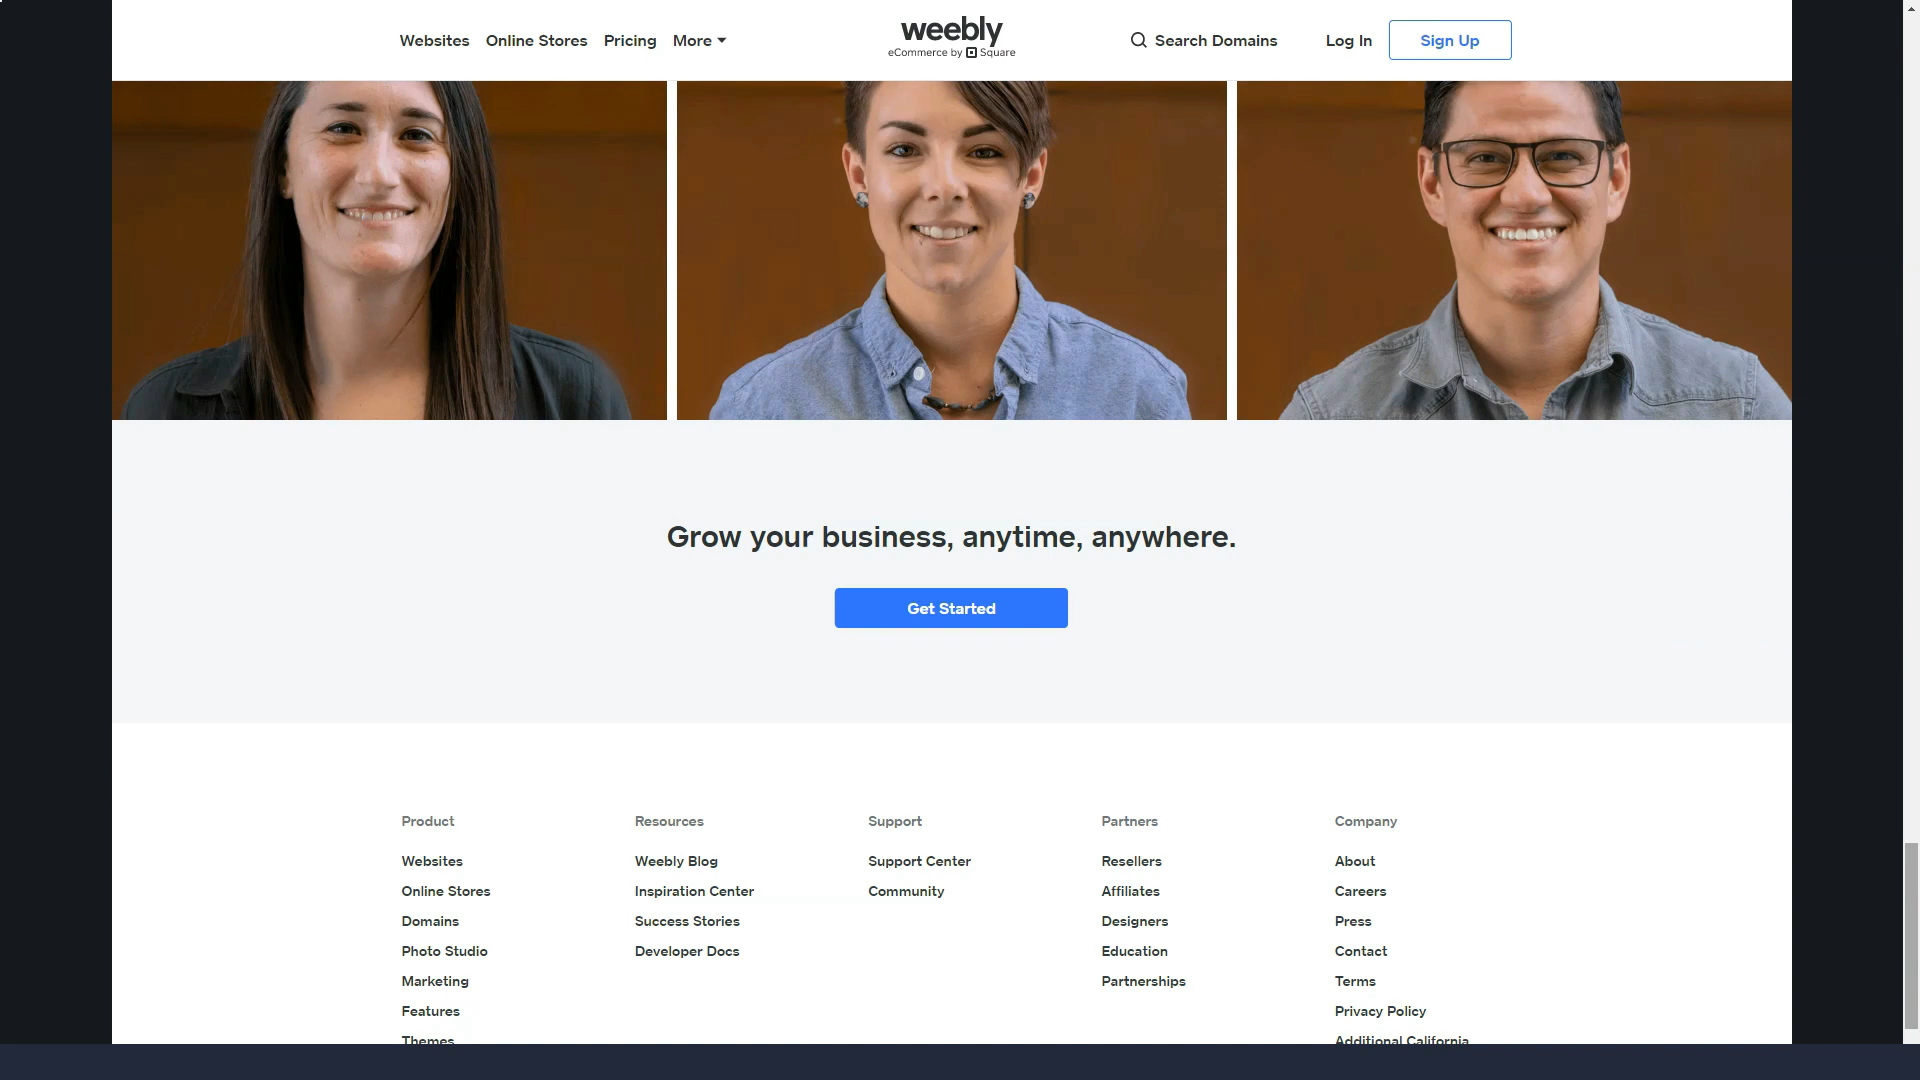 Websites Online Stores Pricing More
weebly
eCommerce by Square
Search Domains
Log In
Sign Up
Grow your business, anytime, anywhere.
Get Started
Product
Websites
Online Stores
Domains
Photo Studio
Marketing
Features
Themes
Resources
Weebly Blog
Inspiration Center
Success Stories
Developer Docs
Support
Support Center
Community
Partners
Resellers
Affiliates
Designers
Education
Partnerships
Company
About
Careers
Press
Contact
Terms
Privacy Policy
Additional California